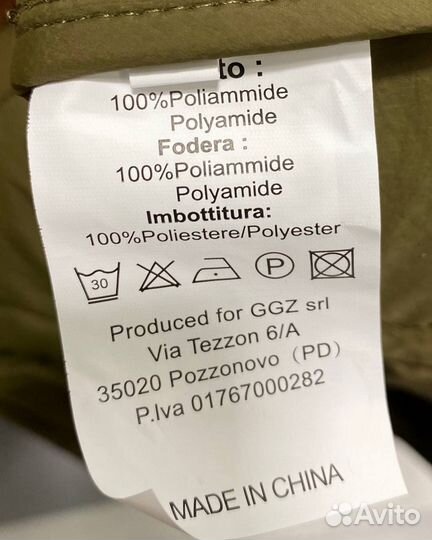 to :
100%Poliammide
Polyamide
Fodera :
100%Poliammide
Polyamide
Imbottitura:
100%Poliestere/Polyester
30 P
Produced for GGZ srl
Via Tezzon 6/A
35020 Pozzonovo (PD)
P.Iva 01767000282
MADE IN CHINA
Avito